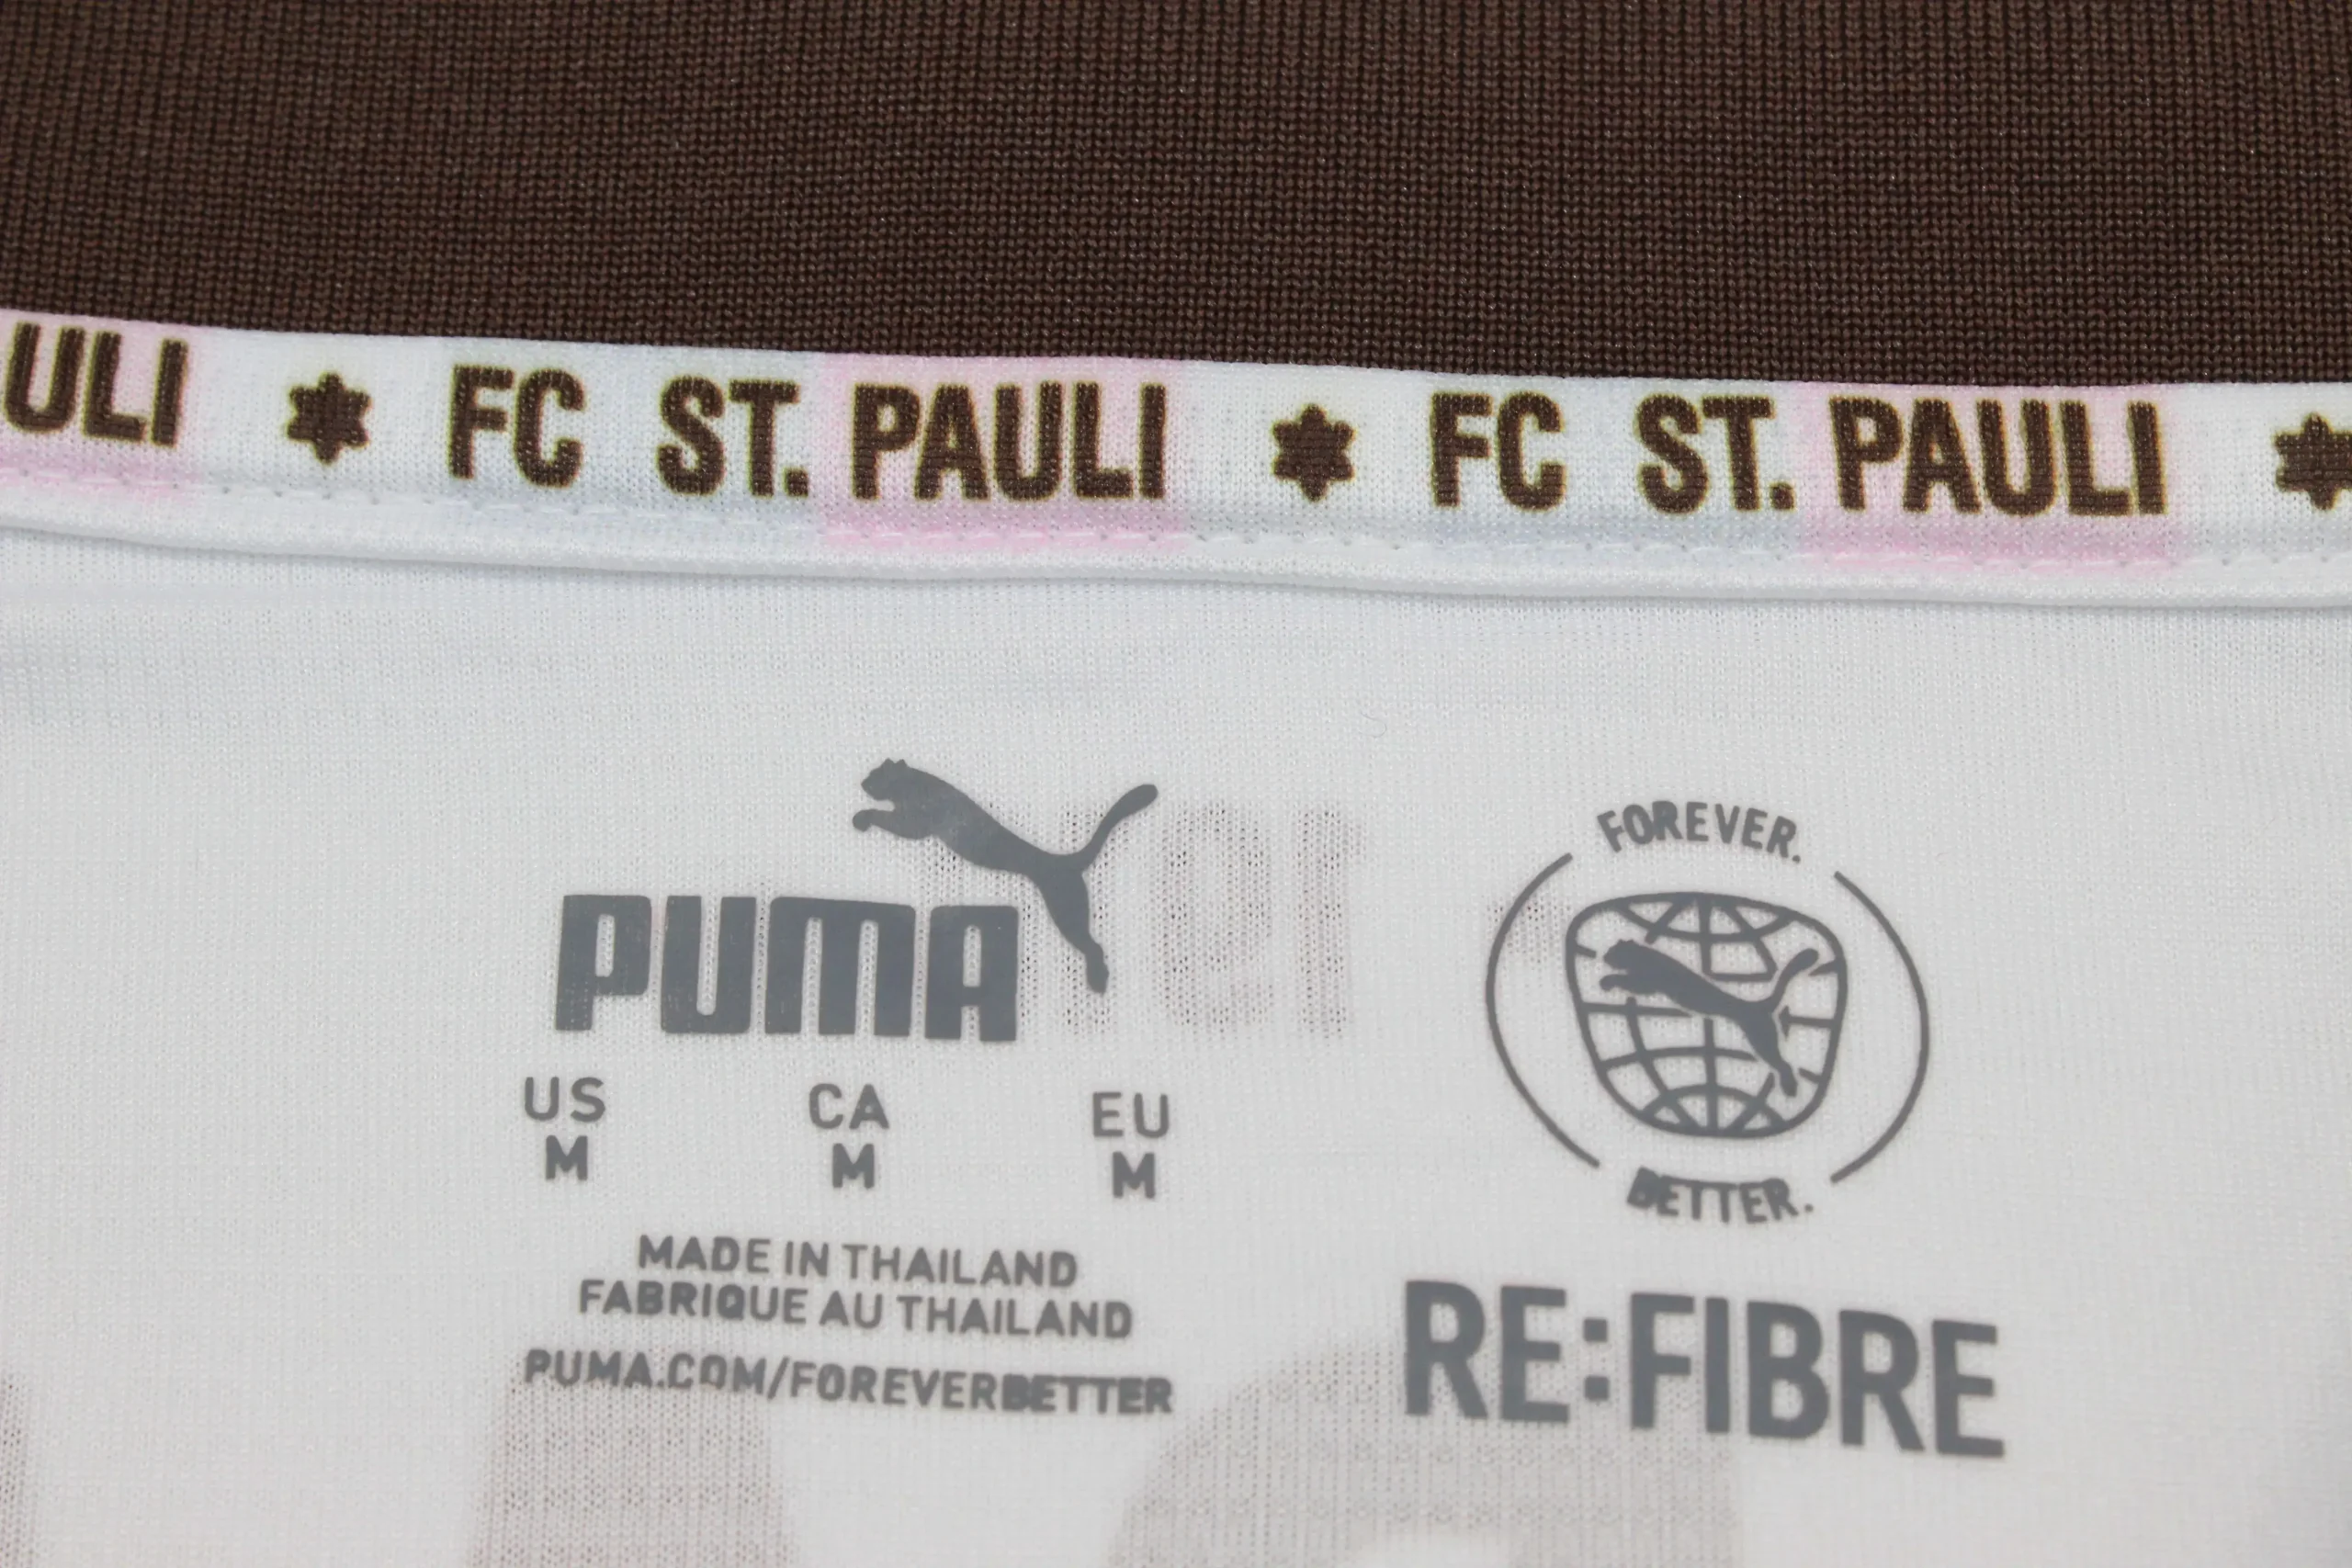 ULI FC ST. PAULI FC ST. PAULI
PUMA
US CA EU
M M M
MADE IN THAILAND
FABRIQUE AU THAILAND
PUMA.COM/FOREVERBETTER
FOREVER.
BETTER.
RE:FIBRE